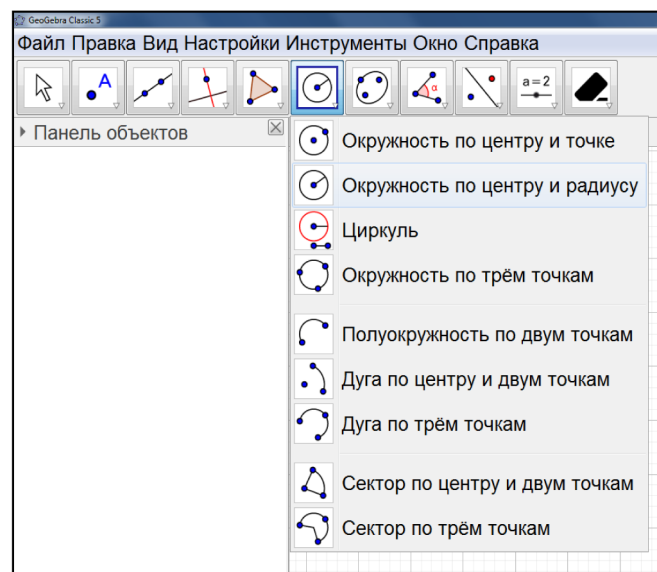 GeoGebra Classic 5
Файл Правка Вид Настройки Инструменты Окно Справка
A
α
a=2
Панель объектов
Окружность по центру и точке
Окружность по центру и радиусу
Циркуль
Окружность по трём точкам
Полуокружность по двум точкам
Дуга по центру и двум точкам
Дуга по трём точкам
Сектор по центру и двум точкам
Сектор по трём точкам